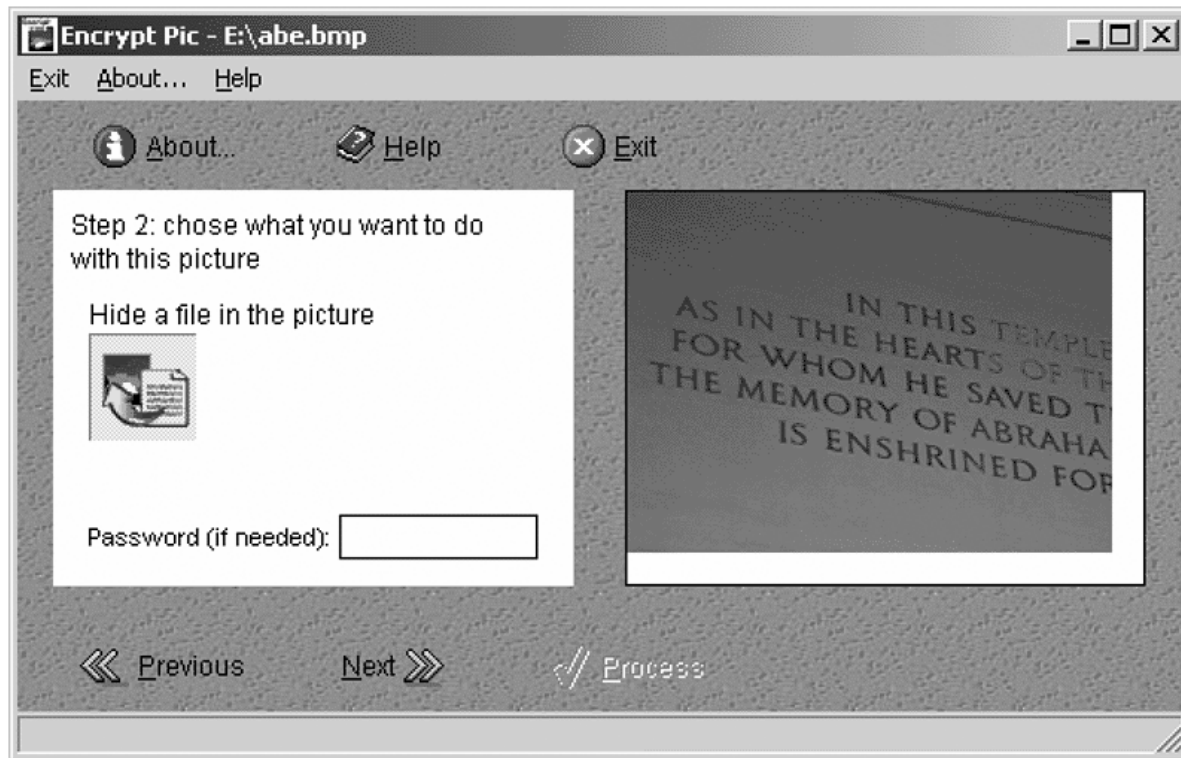 Encrypt Pic - E:\abe.bmp
Exit About... Help
About... Help Exit
Step 2: chose what you want to do
with this picture
Hide a file in the picture
Password (if needed):
IN THIS TEMPLE
AS IN THE HEARTS OF TH
FOR WHOM HE SAVED T
THE MEMORY OF ABRAHA
IS ENSHRINED FOR
Previous Next Process